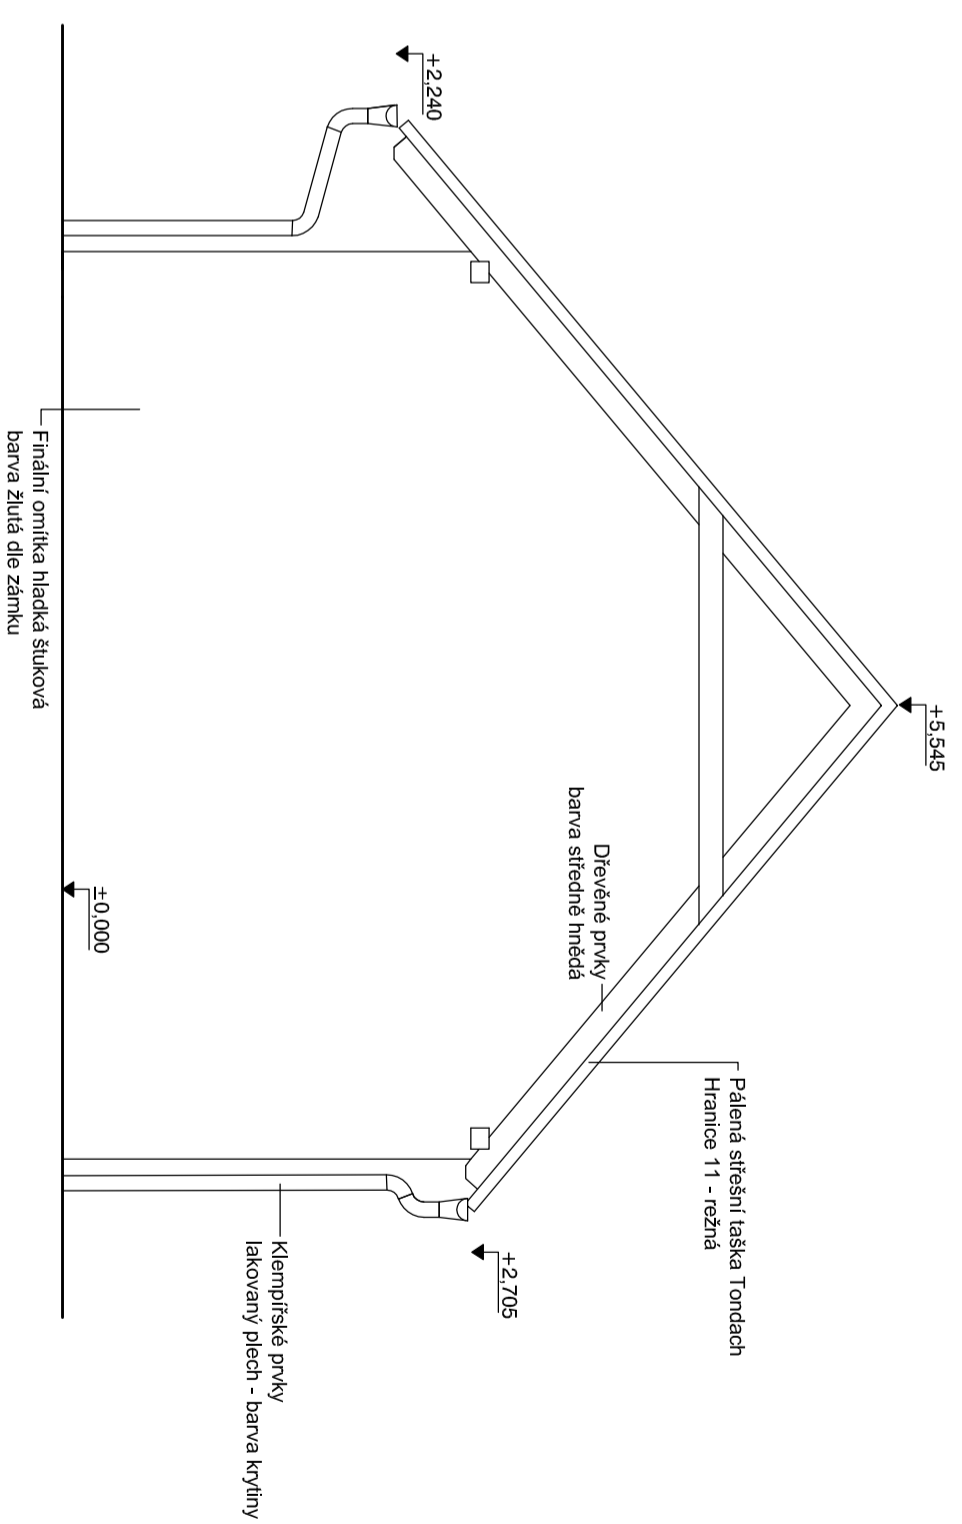 +5,545
Pálená střešní taška Tondach
Hranice 11 - režná
Dřevěné prvky
barva středně hnědá
+2,240
+2,705
Klempířské prvky
lakovaný plech - barva krytiny
±0,000
Finální omítka hladká štuková
barva žlutá dle zámku